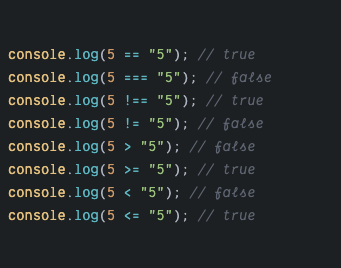 console.log(5 == "5"); // true
console.log(5 === "5"); // false
console.log(5 !== "5"); // true
console.log(5 != "5"); // false
console.log(5 > "5"); // false
console.log(5 >= "5"); // true
console.log(5 < "5"); // false
console.log(5 <= "5"); // true